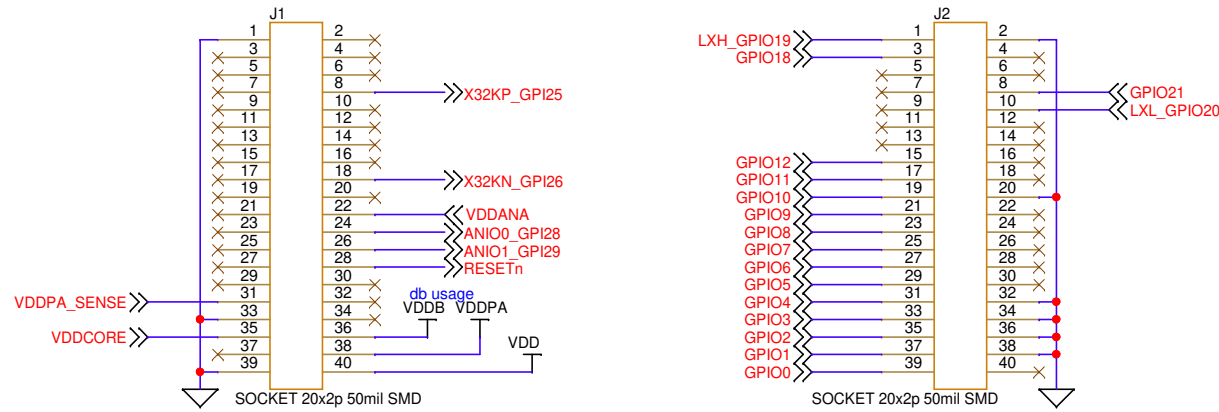 J1
1 2
3 4
5 6
7 8 X32KP_GPI25
9 10
11 12
13 14
15 16
17 18 X32KN_GPI26
19 20
21 22 VDDANA
23 24 ANIO0_GPI28
25 26 ANIO1_GPI29
27 28 RESETn
29 30
db usage
VDDPA_SENSE 31 32 VDDB VDDPA
33 34
VDDCORE 35 36
37 38 VDD
39 40
SOCKET 20x2p 50mil SMD
J2
LXH_GPIO19 1 2
GPIO18 3 4
5 6
7 8 GPIO21
9 10 LXL_GPIO20
11 12
13 14
GPIO12 15 16
GPIO11 17 18
GPIO10 19 20
GPIO9 21 22
GPIO8 23 24
GPIO7 25 26
GPIO6 27 28
GPIO5 29 30
GPIO4 31 32
GPIO3 33 34
GPIO2 35 36
GPIO1 37 38
GPIO0 39 40
SOCKET 20x2p 50mil SMD